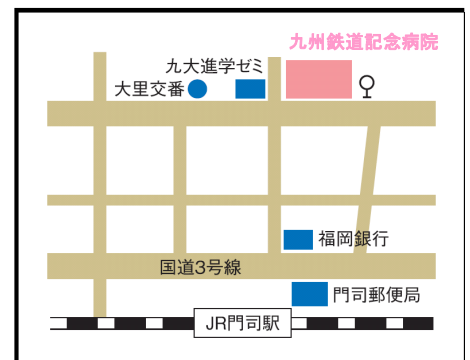 九州鉄道記念病院
九大進学ゼミ
大里交番
福岡銀行
国道3号線
門司郵便局
JR門司駅